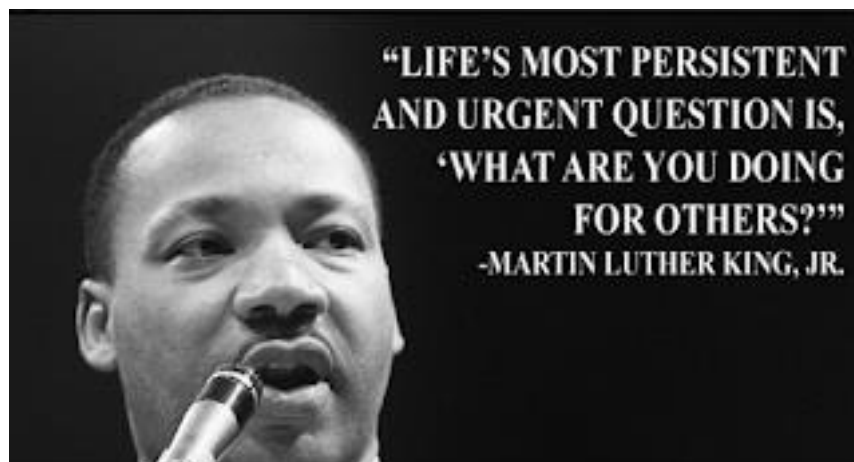 “LIFE’S MOST PERSISTENT
AND URGENT QUESTION IS,
‘WHAT ARE YOU DOING
FOR OTHERS?’”
-MARTIN LUTHER KING, JR.